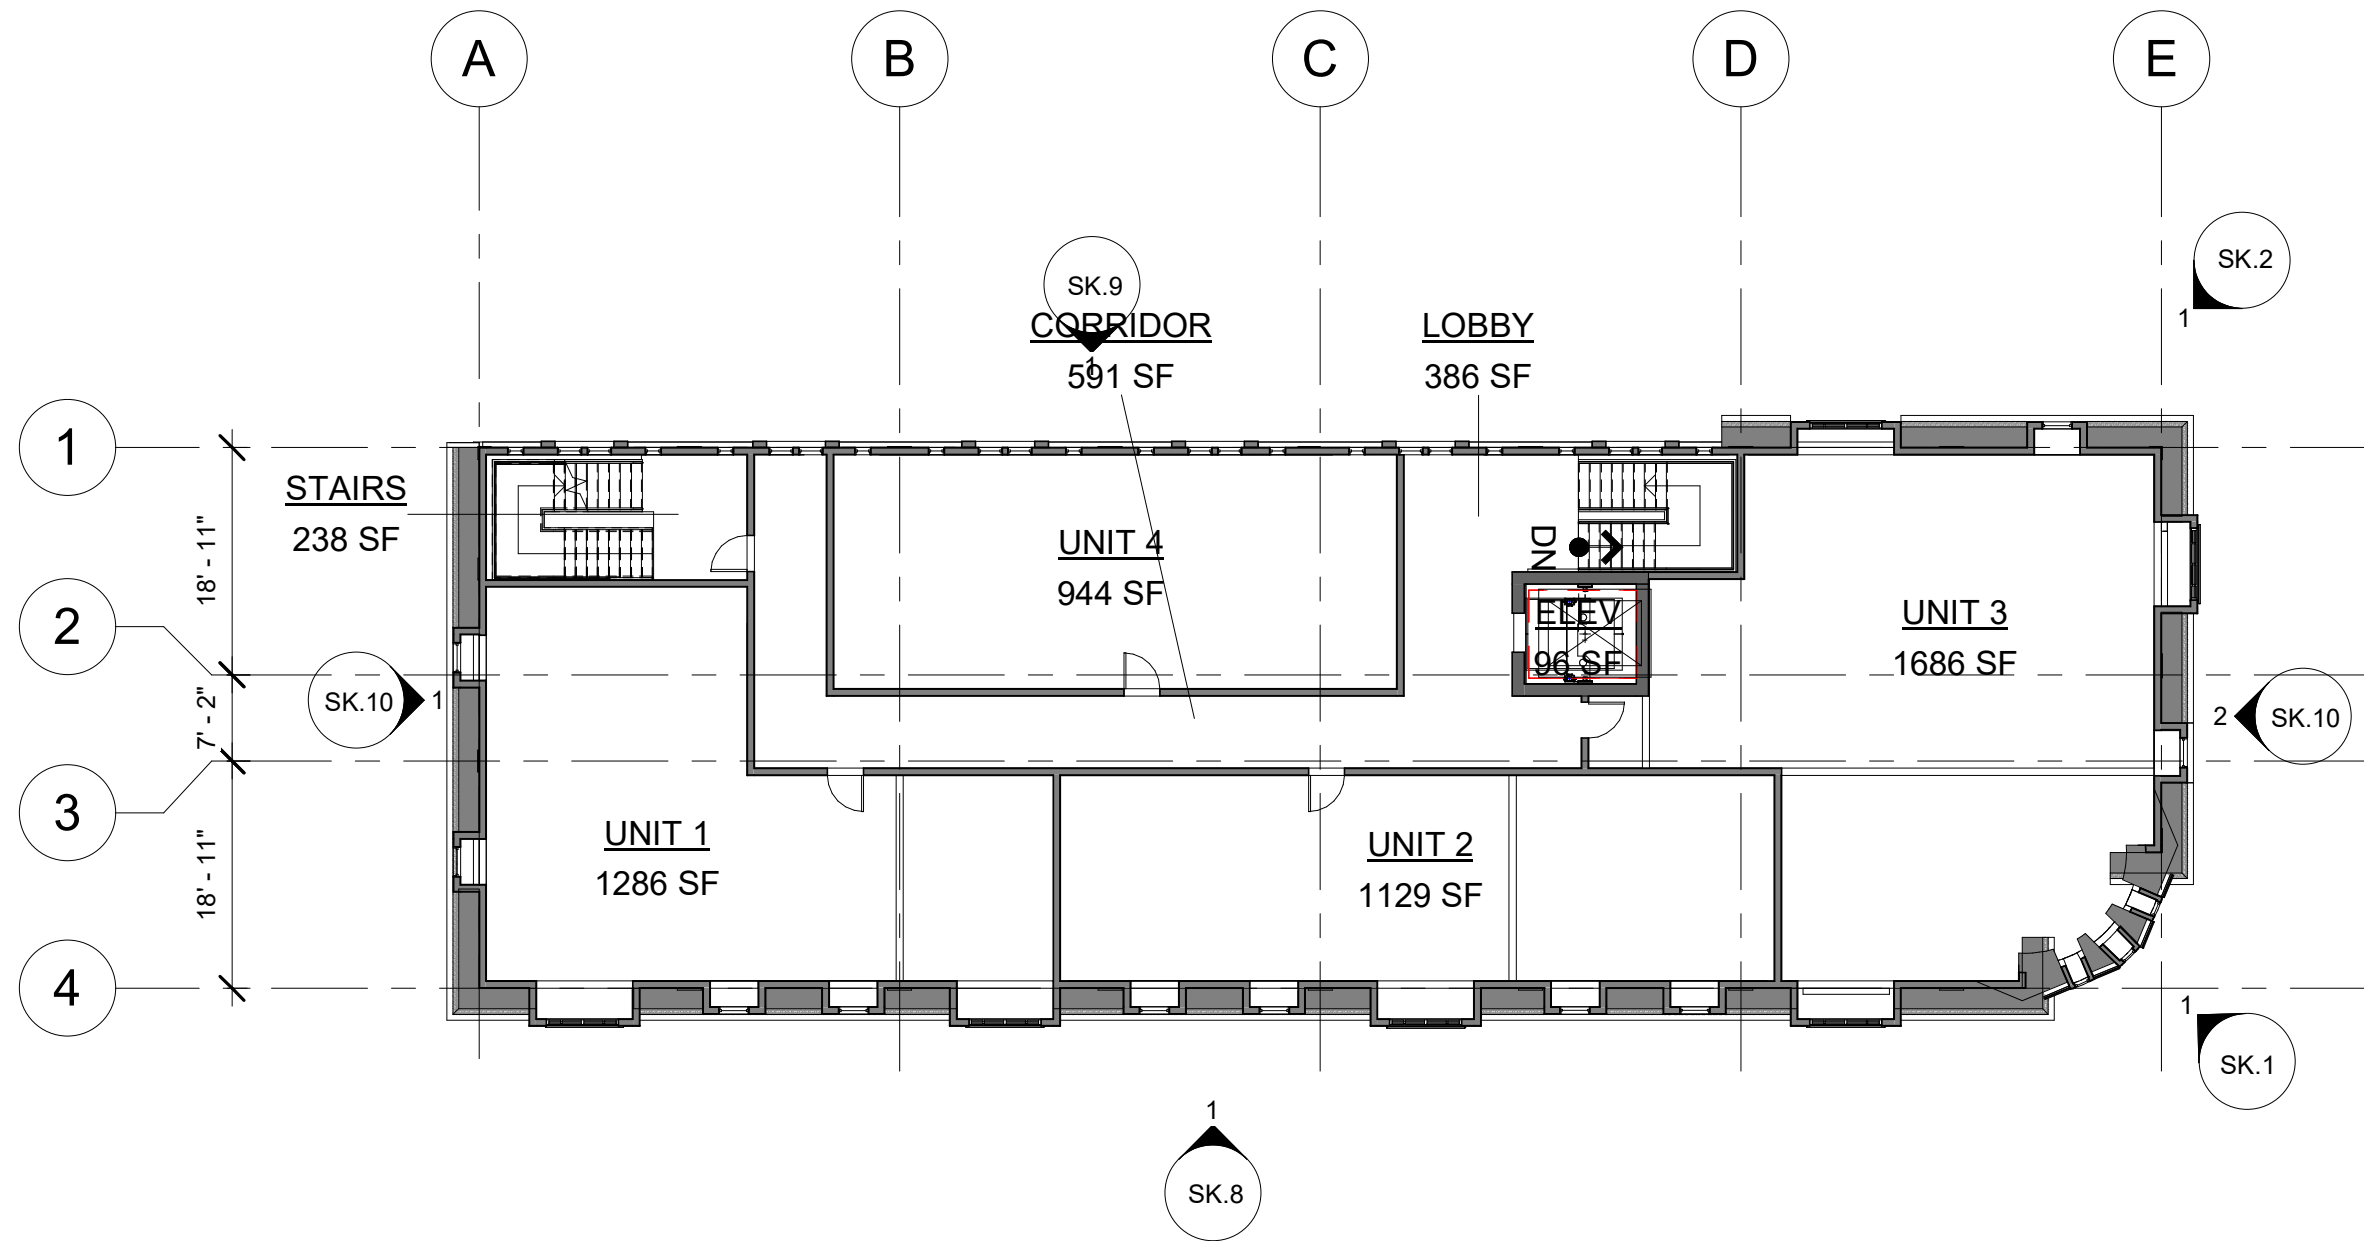 A
B
C
D
E
SK.2
1
SK.9
1
CORRIDOR
591 SF
LOBBY
386 SF
1
STAIRS
238 SF
18' - 11"
UNIT 4
944 SF
DN
ELEV
96 SF
UNIT 3
1686 SF
2
SK.10
1
7' - 2"
2
SK.10
3
UNIT 1
1286 SF
UNIT 2
1129 SF
18' - 11"
4
1
SK.1
1
SK.8